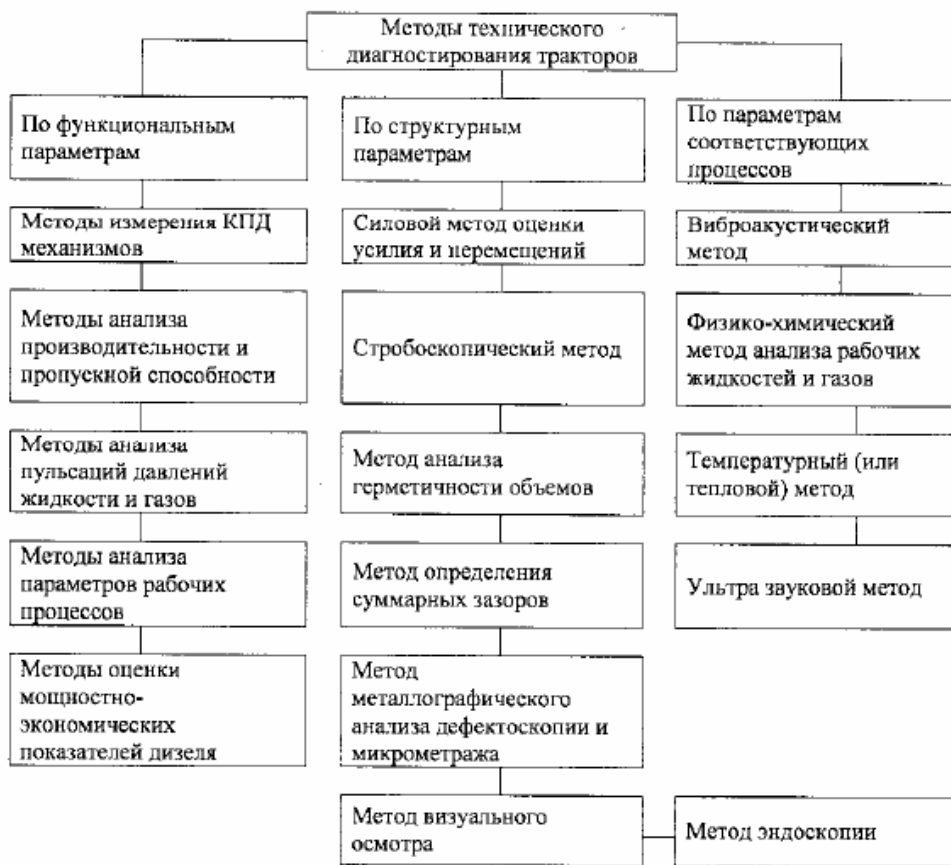 Методы технического
диагностирования тракторов
По функциональным
параметрам
По структурным
параметрам
По параметрам
соответствующих
процессов
Методы измерения КПД
механизмов
Силовой метод оценки
усилия и перемещений
Виброакустический
метод
Методы анализа
производительности и
пропускной способности
Стробоскопический метод
Физико-химический
метод анализа рабочих
жидкостей и газов
Методы анализа
пульсаций давлений
жидкости и газов
Метод анализа
герметичности объемов
Температурный (или
тепловой) метод
Методы анализа
параметров рабочих
процессов
Метод определения
суммарных зазоров
Ультра звуковой метод
Методы оценки
мощностно-
экономических
показателей дизеля
Метод
металлографического
анализа дефектоскопии и
микрометража
Метод визуального
осмотра
Метод эндоскопии